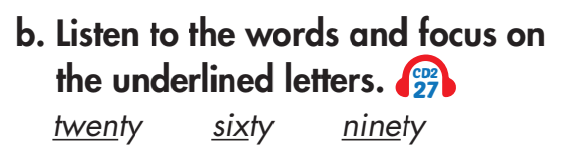 b. Listen to the words and focus on
the underlined letters. CD2 27
twenty sixty ninety